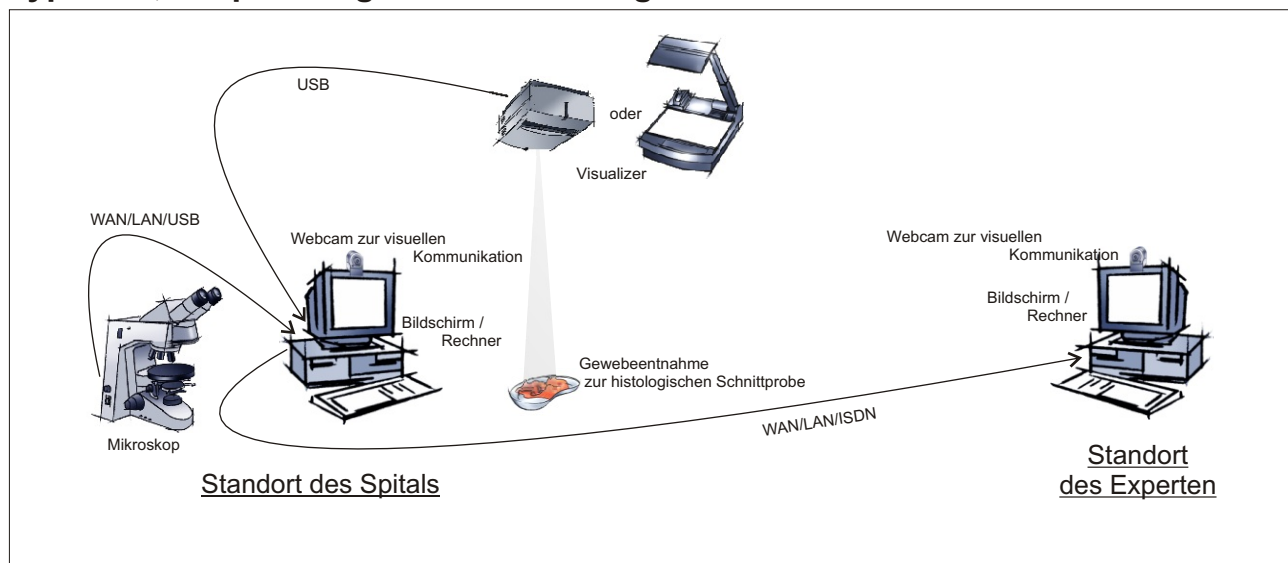 USB
oder
Visualizer
WAN/LAN/USB
Webcam zur visuellen
Kommunikation
Webcam zur visuellen
Kommunikation
Bildschirm /
Rechner
Bildschirm /
Rechner
Gewebeentnahme
zur histologischen Schnittprobe
WAN/LAN/ISDN
Mikroskop
Standort des Spitals
Standort
des Experten